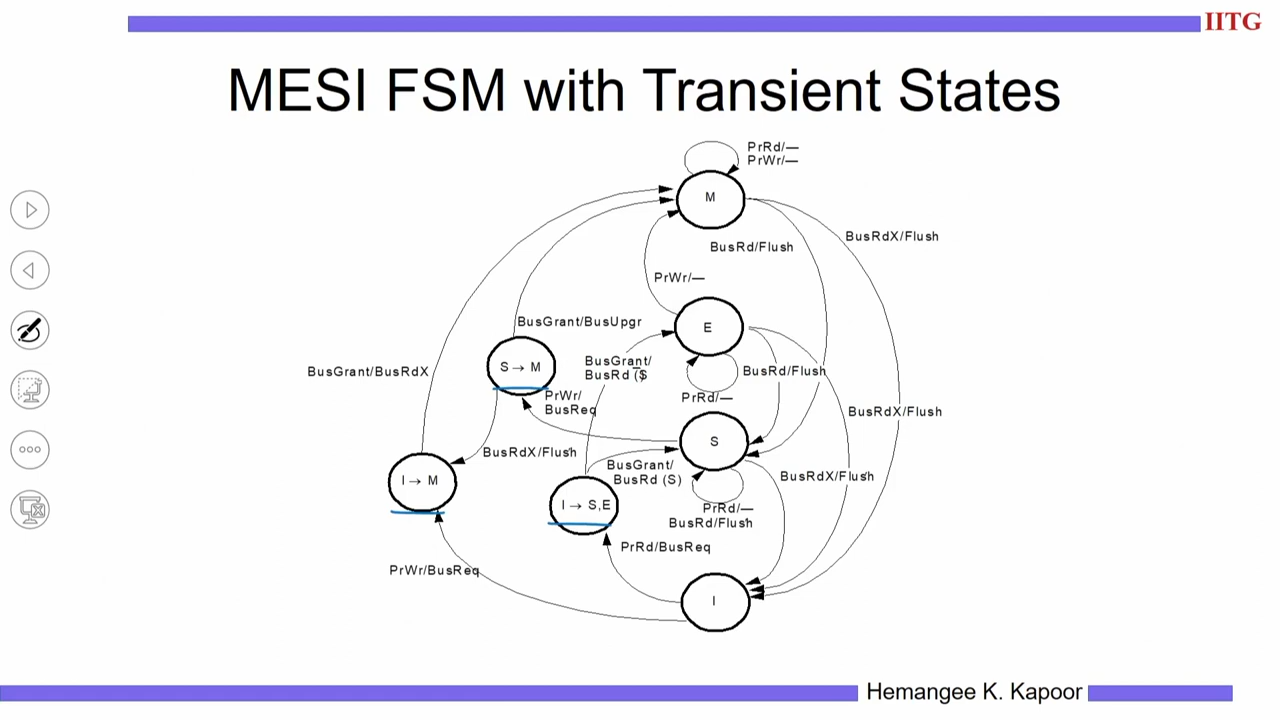 IITG
MESI FSM with Transient States
PrRd/—
PrWr/—
M
BusRdX/Flush
BusRd/Flush
PrWr/—
BusGrant/BusUpgr
E
S → M
BusGrant/
BusRd (S̅
BusRd/Flush
BusGrant/BusRdX
PrRd/—
PrWr/
BusReq
BusRdX/Flush
S
BusRdX/Flush
BusGrant/
BusRd (S)
BusRdX/Flush
I → M
I → S,E
PrRd/—
BusRd/Flush
PrRd/BusReq
PrWr/BusReq
I
Hemangee K. Kapoor